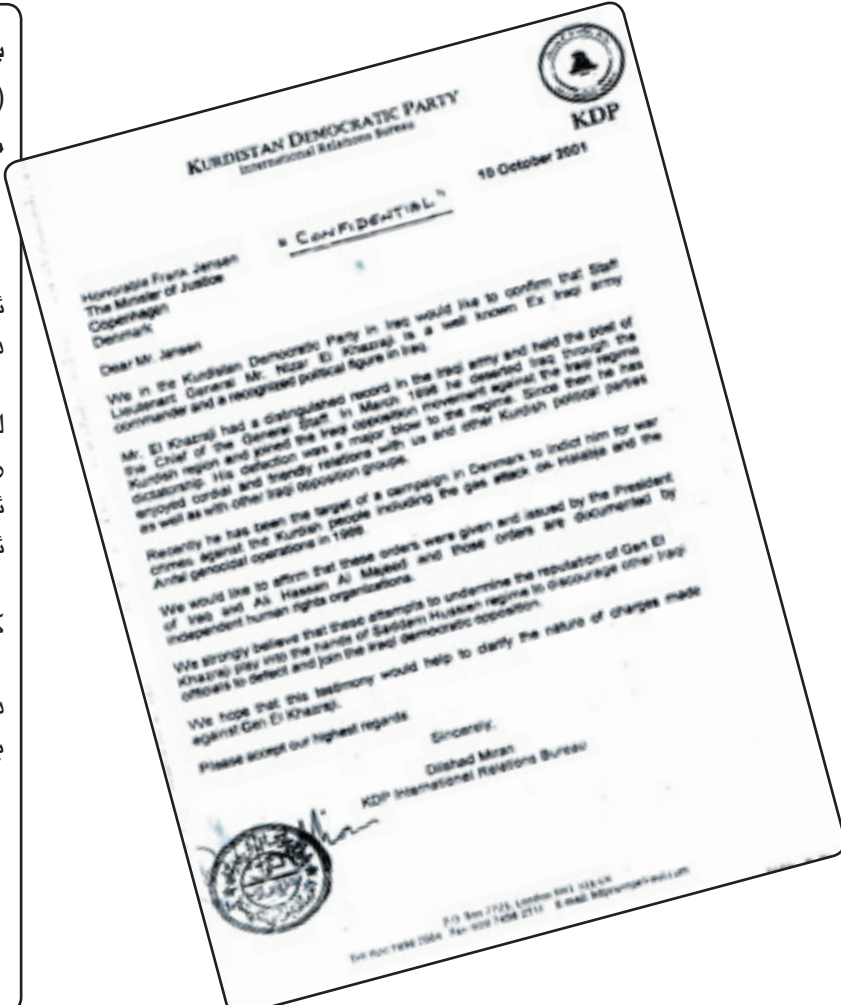 KDP
KURDISTAN DEMOCRATIC PARTY
International Relations Bureau
10 October 2001
"CONFIDENTIAL"
Honorable Frank Jensen
The Minister of Justice
Copenhagen
Denmark
Dear Mr. Jensen
We in the Kurdistan Democratic Party in Iraq would like to confirm that Staff
Lieutenant General Mr. Nizar El Khazraji is a well known Ex Iraqi army
commander and a recognized political figure in Iraq.
Mr. El Khazraji had a distinguished record in the Iraqi army and held the post of
the Chief of the General Staff. In March 1996 he deserted Iraq through the
Kurdish region and joined the Iraqi opposition movement against the Iraqi regime
dictatorship. His defection was a major blow to the regime. Since then he has
enjoyed cordial and friendly relations with us and other Kurdish political parties
as well as with other Iraqi opposition groups.
Recently he has been the target of a campaign in Denmark to indict him for war
crimes against the Kurdish people including the gas attack on Halabja and the
Anfal genocidal operations in 1988.
We would like to affirm that these orders were given and issued by the President
of Iraq and Ali Hassan Al Majeed and those orders are documented by
independent human rights organizations.
We strongly believe that these attempts to undermine the reputation of Gen El
Khazraji play into the hands of Saddam Hussien regime to discourage other Iraqi
officials to defect and join the Iraqi democratic opposition.
We hope that this testimony would help to clarify the nature of charges made
against Gen El Khazraji.
Please accept our highest regards
Sincerely,
Dilshad Miran
KDP International Relations Bureau
P.O. Box London